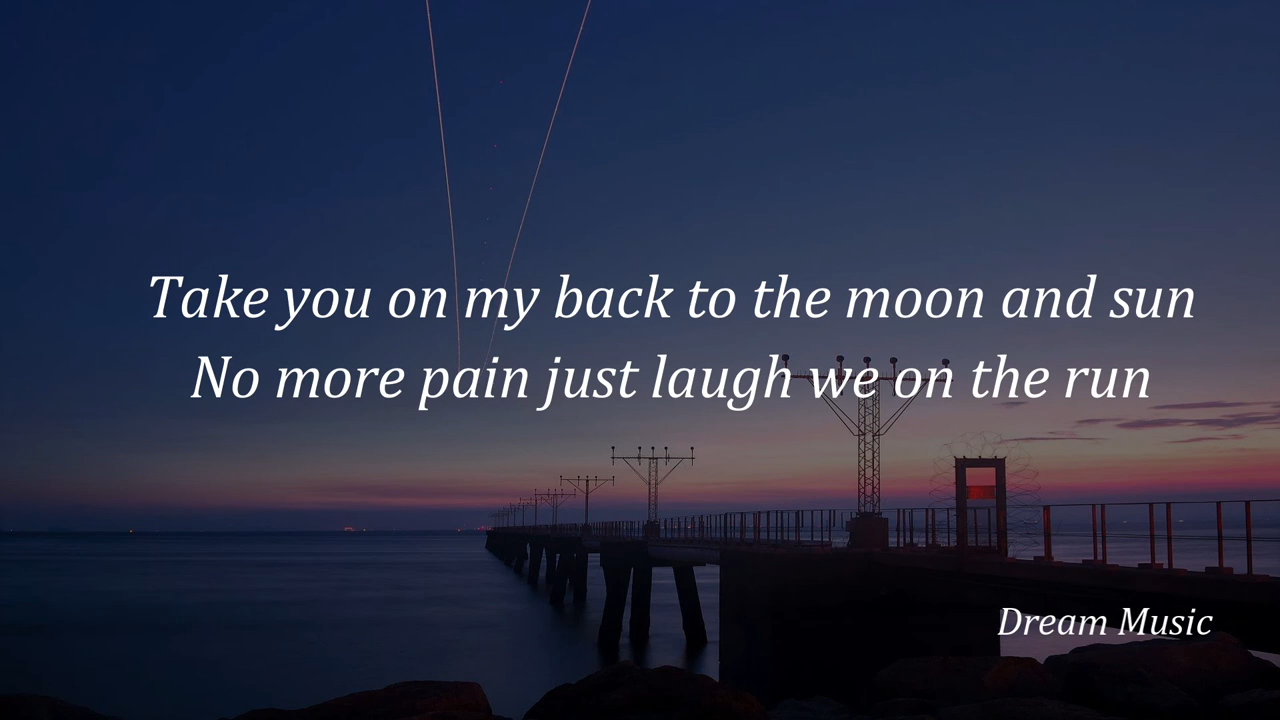 Take you on my back to the moon and sun
No more pain just laugh we on the run
Dream Music